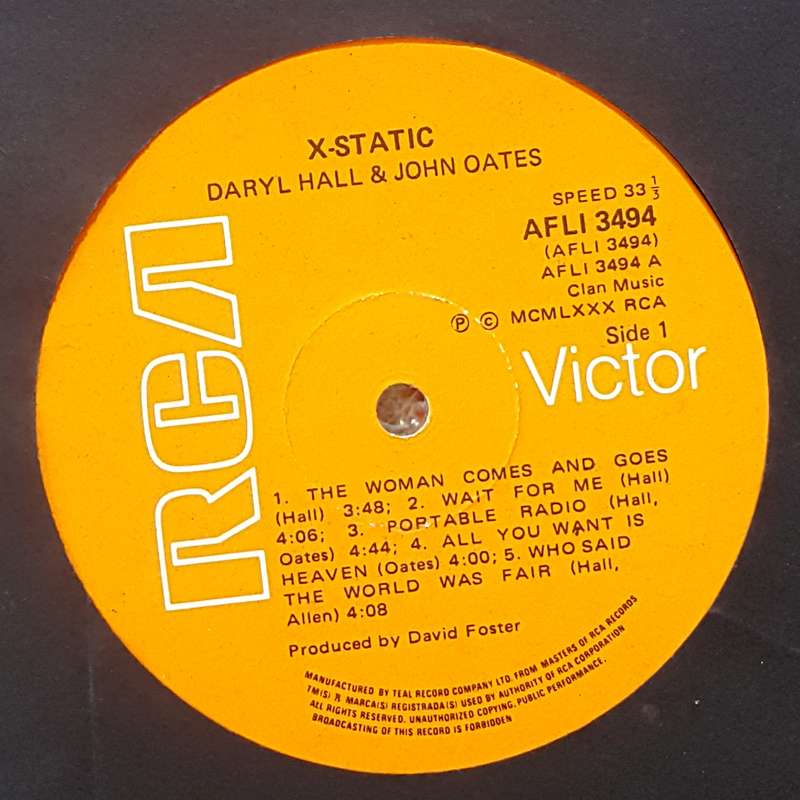 X-STATIC
DARYL HALL & JOHN OATES
SPEED 33 1/3
AFLI 3494
(AFLI 3494)
AFLI 3494 A
Clan Music
Ⓟ © MCMLXXX RCA
Side 1
RCA
Victor
1. THE WOMAN COMES AND GOES
(Hall) 3:48; 2. WAIT FOR ME (Hall)
4:06; 3. PORTABLE RADIO (Hall,
Oates) 4:44; 4. ALL YOU WANT IS
HEAVEN (Oates) 4:00; 5. WHO SAID
THE WORLD WAS FAIR (Hall,
Allen) 4:08
Produced by David Foster
MANUFACTURED BY TEAL RECORD COMPANY LTD. FROM MASTERS OF RCA RECORDS
TM(S) ® MARCA(S) REGISTRADA(S) USED BY AUTHORITY OF RCA CORPORATION
ALL RIGHTS RESERVED. UNAUTHORIZED COPYING, PUBLIC PERFORMANCE.
BROADCASTING OF THIS RECORD IS FORBIDDEN